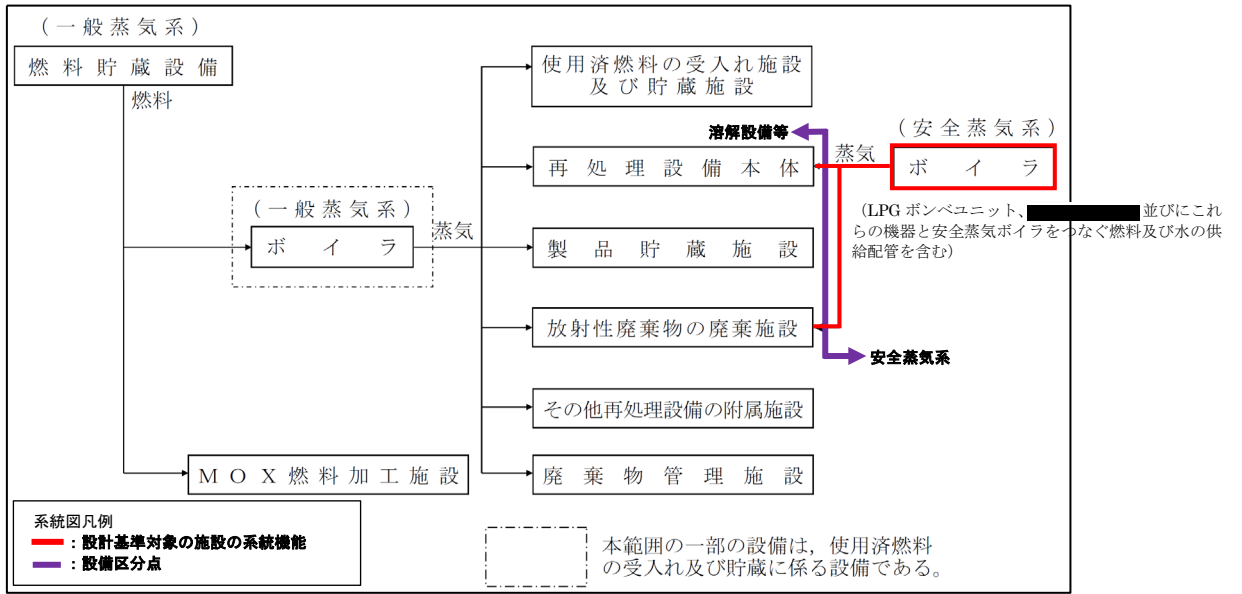 （一般蒸気系）
燃料貯蔵設備
燃料
使用済燃料の受入れ施設
及び貯蔵施設
溶解設備等
（安全蒸気系）
蒸気
再処理設備本体
ボイラ
（一般蒸気系）
ボイラ
蒸気
（LPG ボンベユニット、 並びにこれ
らの機器と安全蒸気ボイラをつなぐ燃料及び水の供
給配管を含む）
製品貯蔵施設
放射性廃棄物の廃棄施設
安全蒸気系
その他再処理設備の附属施設
ＭＯＸ燃料加工施設
廃棄物管理施設
系統図凡例
：設計基準対象の施設の系統機能
：設備区分点
本範囲の一部の設備は，使用済燃料
の受入れ及び貯蔵に係る設備である。